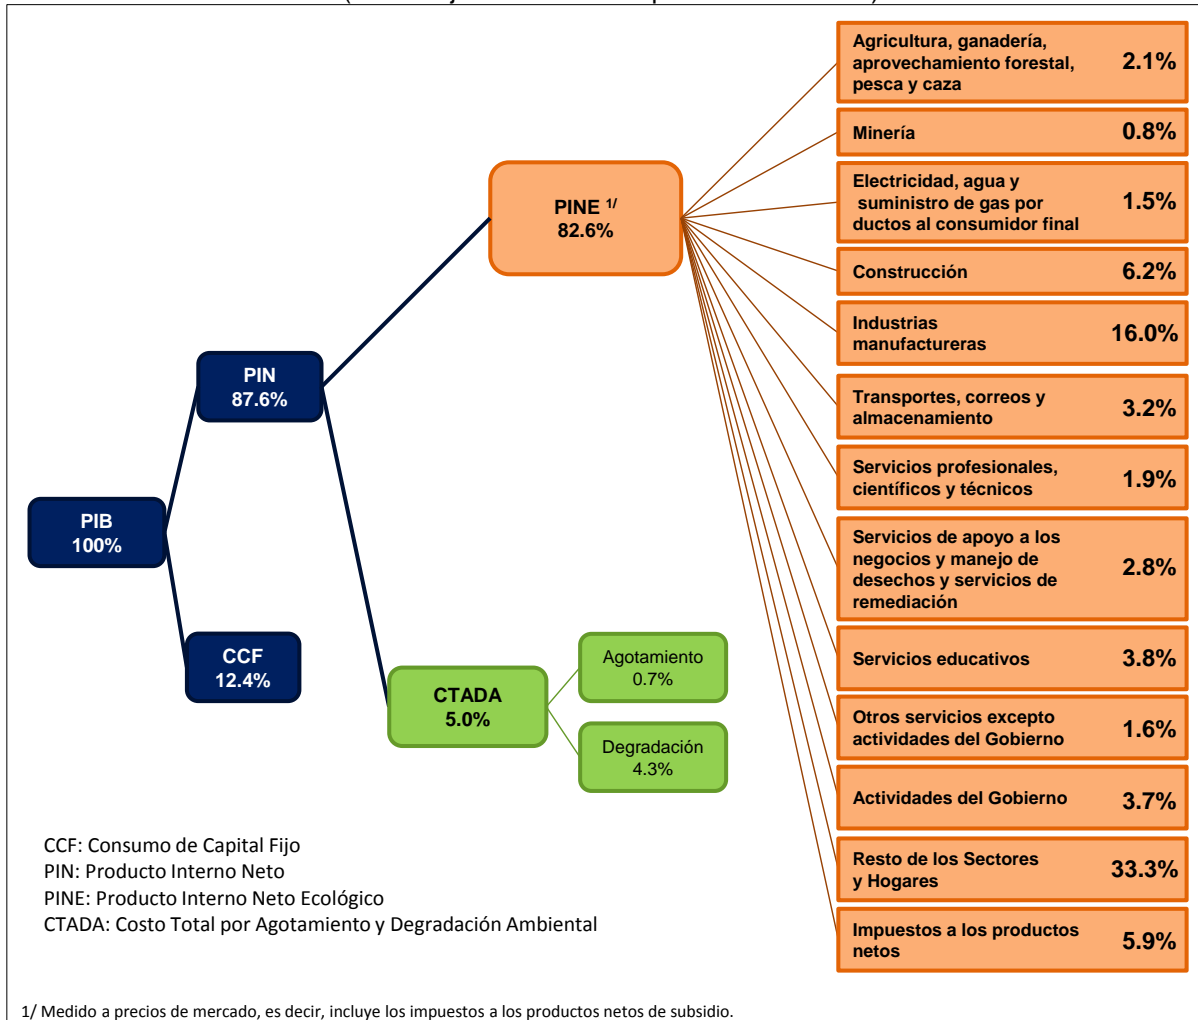 PIB
100%
PIN
87.6%
CCF
12.4%
PINE 1/
82.6%
CTADA
5.0%
Agotamiento
0.7%
Degradación
4.3%
Agricultura, ganadería,
aprovechamiento forestal,
pesca y caza
2.1%
Minería
0.8%
Electricidad, agua y
suministro de gas por
ductos al consumidor final
1.5%
Construcción
6.2%
Industrias
manufactureras
16.0%
Transportes, correos y
almacenamiento
3.2%
Servicios profesionales,
científicos y técnicos
1.9%
Servicios de apoyo a los
negocios y manejo de
desechos y servicios de
remediación
2.8%
Servicios educativos
3.8%
Otros servicios excepto
actividades del Gobierno
1.6%
Actividades del Gobierno
3.7%
Resto de los Sectores
y Hogares
33.3%
Impuestos a los productos
netos
5.9%
CCF: Consumo de Capital Fijo
PIN: Producto Interno Neto
PINE: Producto Interno Neto Ecológico
CTADA: Costo Total por Agotamiento y Degradación Ambiental
1/ Medido a precios de mercado, es decir, incluye los impuestos a los productos netos de subsidio.